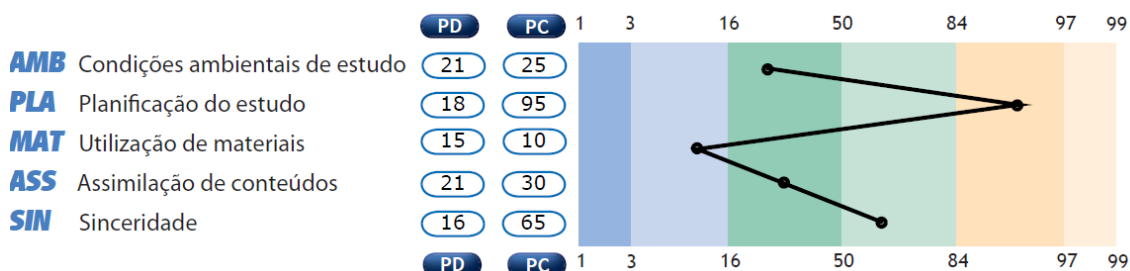 PD PC 1 3 16 50 84 97 99
AMB Condições ambientais de estudo 21 25
PLA Planificação do estudo 18 95
MAT Utilização de materiais 15 10
ASS Assimilação de conteúdos 21 30
SIN Sinceridade 16 65
PD PC 1 3 16 50 84 97 99